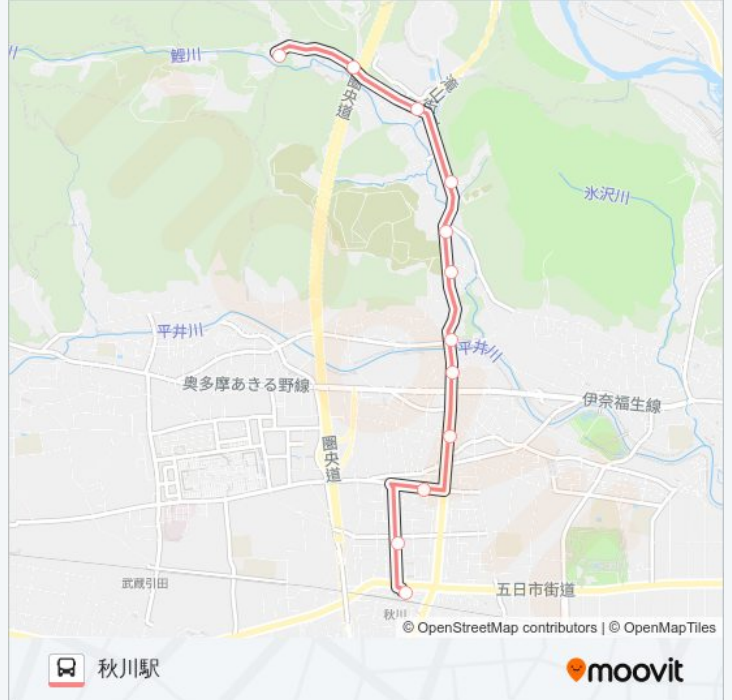 鯉川
圏央道
滝山街
氷沢川
平井川
平井川
奥多摩あきる野線
伊奈福生線
圏央道
武蔵引田
五日市街道
秋川
© OpenStreetMap contributors | © OpenMapTiles
秋川駅
moovit